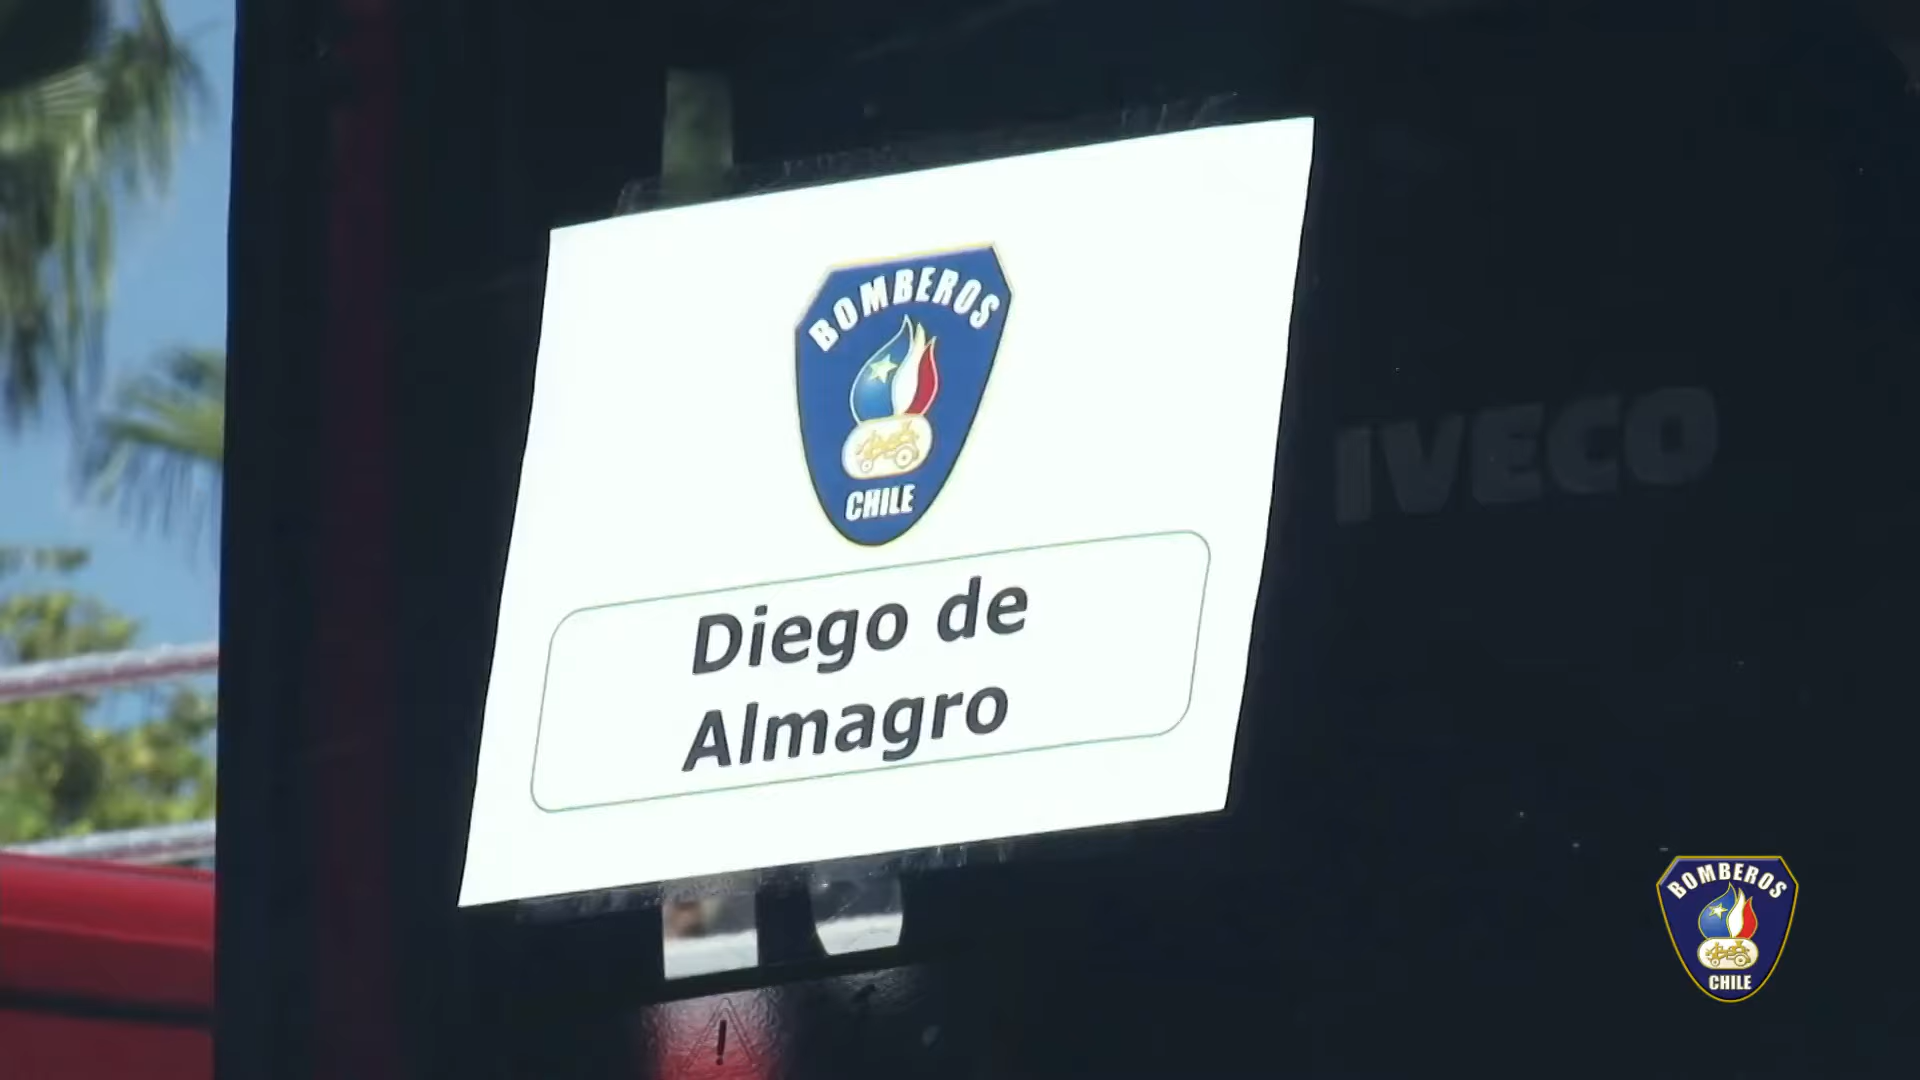 BOMBEROS
CHILE
Diego de
Almagro
IVECO
BOMBEROS
CHILE